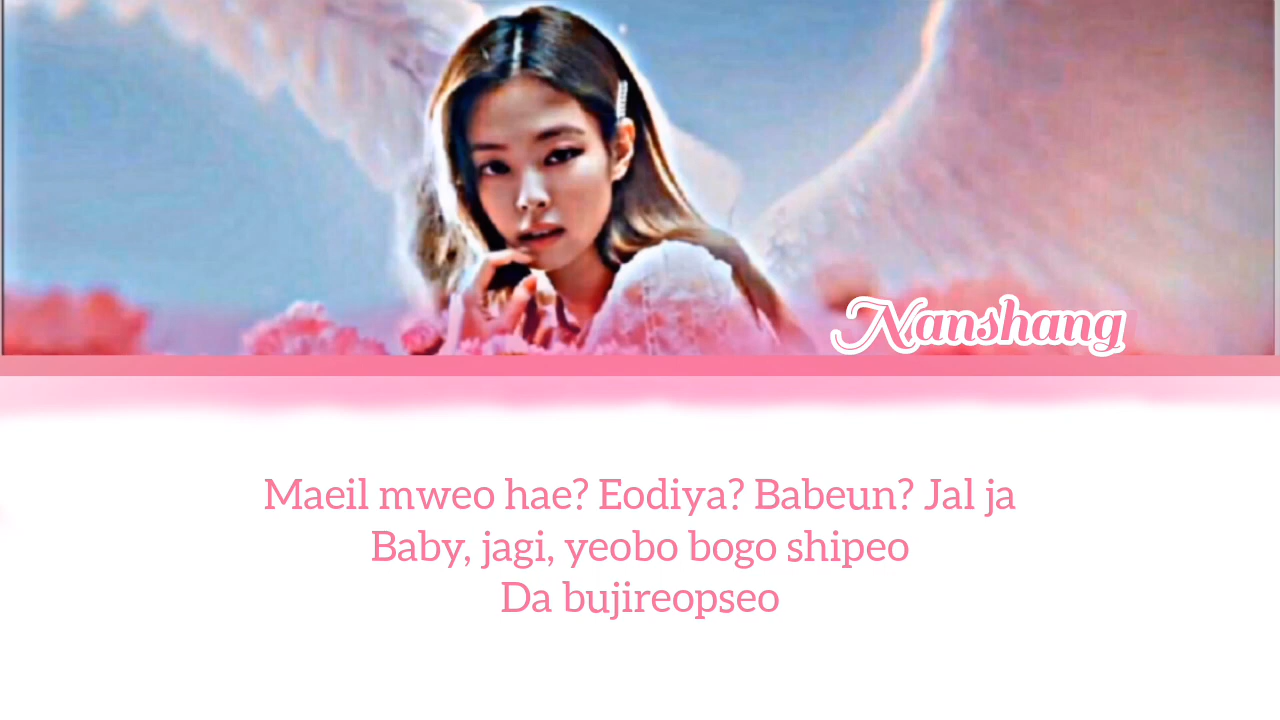 Nanshang
Maeil mweo hae? Eodiya? Babeun? Jal ja
Baby, jagi, yeobo bogo shipeo
Da bujireopseo